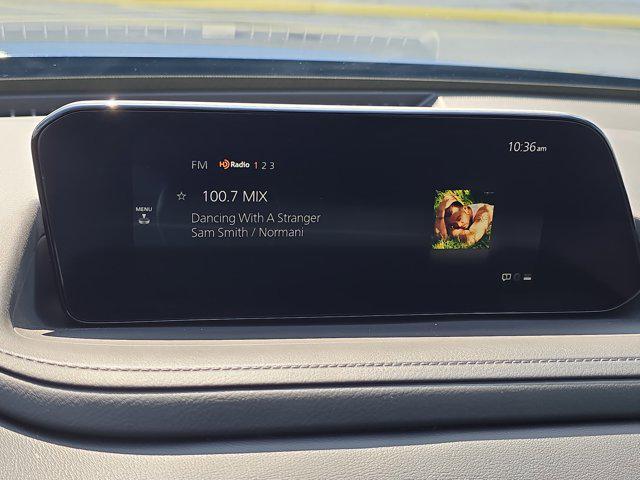 10:36am
FM HD Radio 1 2 3
☆ 100.7 MIX
MENU
Dancing With A Stranger
Sam Smith / Normani